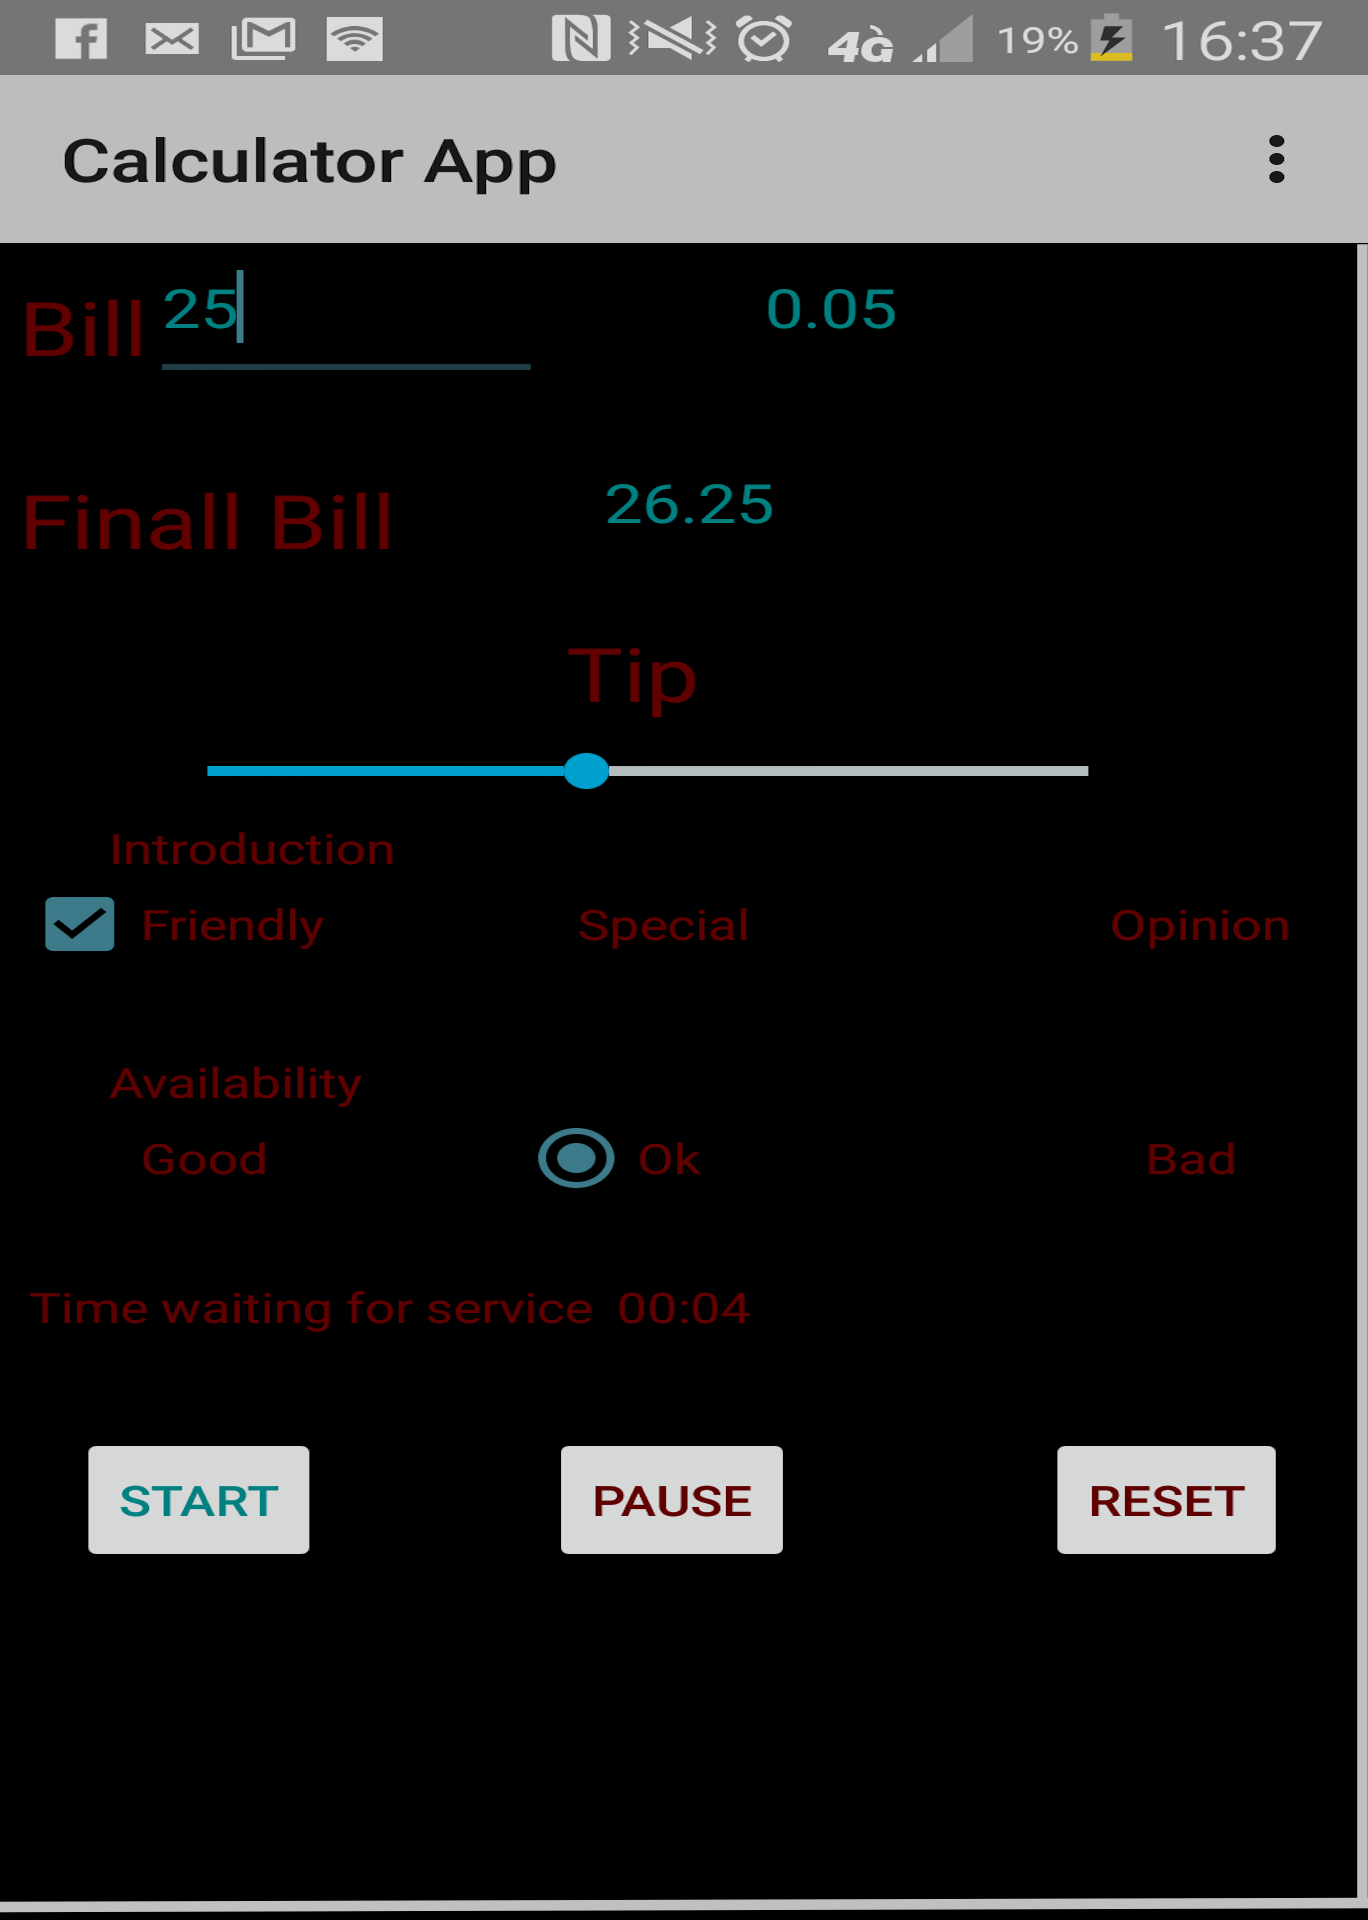 19% 16:37
Calculator App
Bill 25 0.05
Finall Bill 26.25
Tip
Introduction
Friendly Special Opinion
Availability
Good Ok Bad
Time waiting for service 00:04
START PAUSE RESET